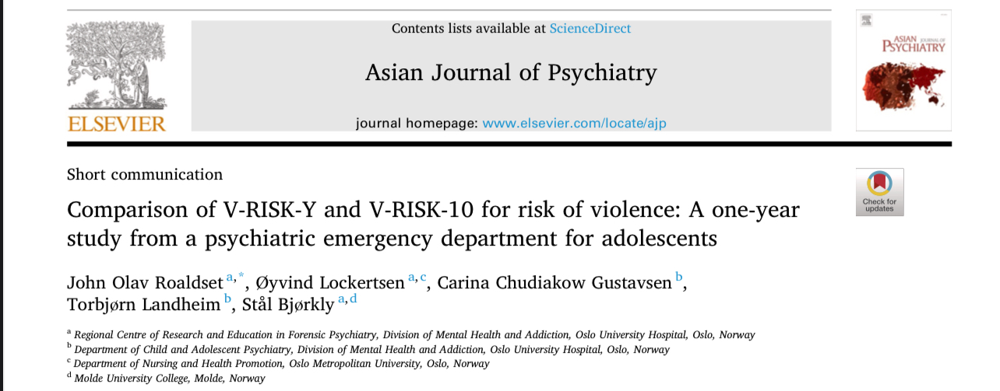 Contents lists available at ScienceDirect
Asian Journal of Psychiatry
journal homepage: www.elsevier.com/locate/ajp
ELSEVIER
ASIAN JOURNAL OF
PSYCHIATRY
Short communication
Check for
updates
Comparison of V-RISK-Y and V-RISK-10 for risk of violence: A one-year
study from a psychiatric emergency department for adolescents
John Olav Roaldset a,*, Øyvind Lockertsen a,c, Carina Chudiakow Gustavsen b,
Torbjørn Landheim b, Stål Bjørkly a,d
a Regional Centre of Research and Education in Forensic Psychiatry, Division of Mental Health and Addiction, Oslo University Hospital, Oslo, Norway
b Department of Child and Adolescent Psychiatry, Division of Mental Health and Addiction, Oslo University Hospital, Oslo, Norway
c Department of Nursing and Health Promotion, Oslo Metropolitan University, Oslo, Norway
d Molde University College, Molde, Norway